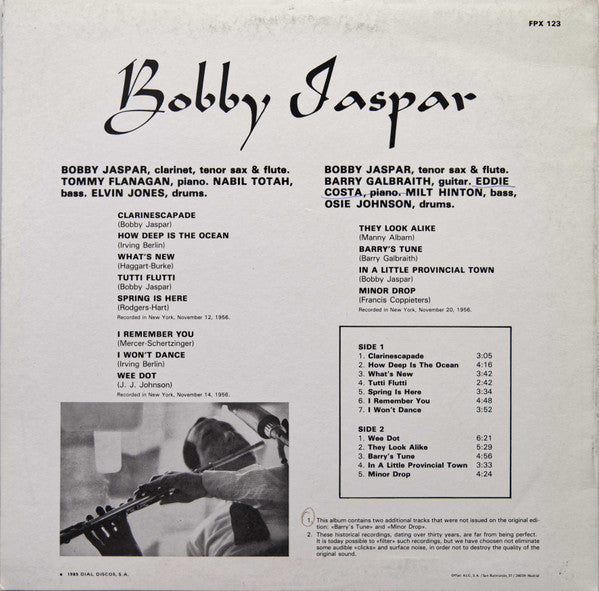 FPX 123
Bobby Jaspar
BOBBY JASPAR, clarinet, tenor sax & flute.
TOMMY FLANAGAN, piano. NABIL TOTAH,
bass. ELVIN JONES, drums.
CLARINESCAPADE
(Bobby Jaspar)
HOW DEEP IS THE OCEAN
(Irving Berlin)
WHAT'S NEW
(Haggart-Burke)
TUTTI FLUTTI
(Bobby Jaspar)
SPRING IS HERE
(Rodgers-Hart)
Recorded in New York, November 12, 1956.
I REMEMBER YOU
(Mercer-Schertzinger)
I WON'T DANCE
(Irving Berlin)
WEE DOT
(J. J. Johnson)
Recorded in New York, November 14, 1956.
BOBBY JASPAR, tenor sax & flute.
BARRY GALBRAITH, guitar. EDDIE
COSTA, piano. MILT HINTON, bass,
OSIE JOHNSON, drums.
THEY LOOK ALIKE
(Manny Albam)
BARRY'S TUNE
(Barry Galbraith)
IN A LITTLE PROVINCIAL TOWN
(Bobby Jaspar)
MINOR DROP
(Francis Coppieters)
Recorded in New York, November 20, 1956.
SIDE 1
1. Clarinescapade 3:05
2. How Deep Is The Ocean 4:16
3. What's New 3:42
4. Tutti Flutti 2:42
5. Spring Is Here 3:34
6. I Remember You 4:48
7. I Won't Dance 3:52
SIDE 2
1. Wee Dot 6:21
2. They Look Alike 5:29
3. Barry's Tune 4:56
4. In A Little Provincial Town 3:33
5. Minor Drop 4:24
1. This album contains two additional tracks that were not issued on the original edi-
tion: «Barry's Tune» and «Minor Drop».
2. These historical recordings, dating over thirty years, are far from being perfect.
It is today possible to «filter» such recordings, but we have choosen not eliminate
some audible «clicks» and surface noise, in order not to destroy the quality of the
original sound.
1985 DIAL DISCOS, S.A.